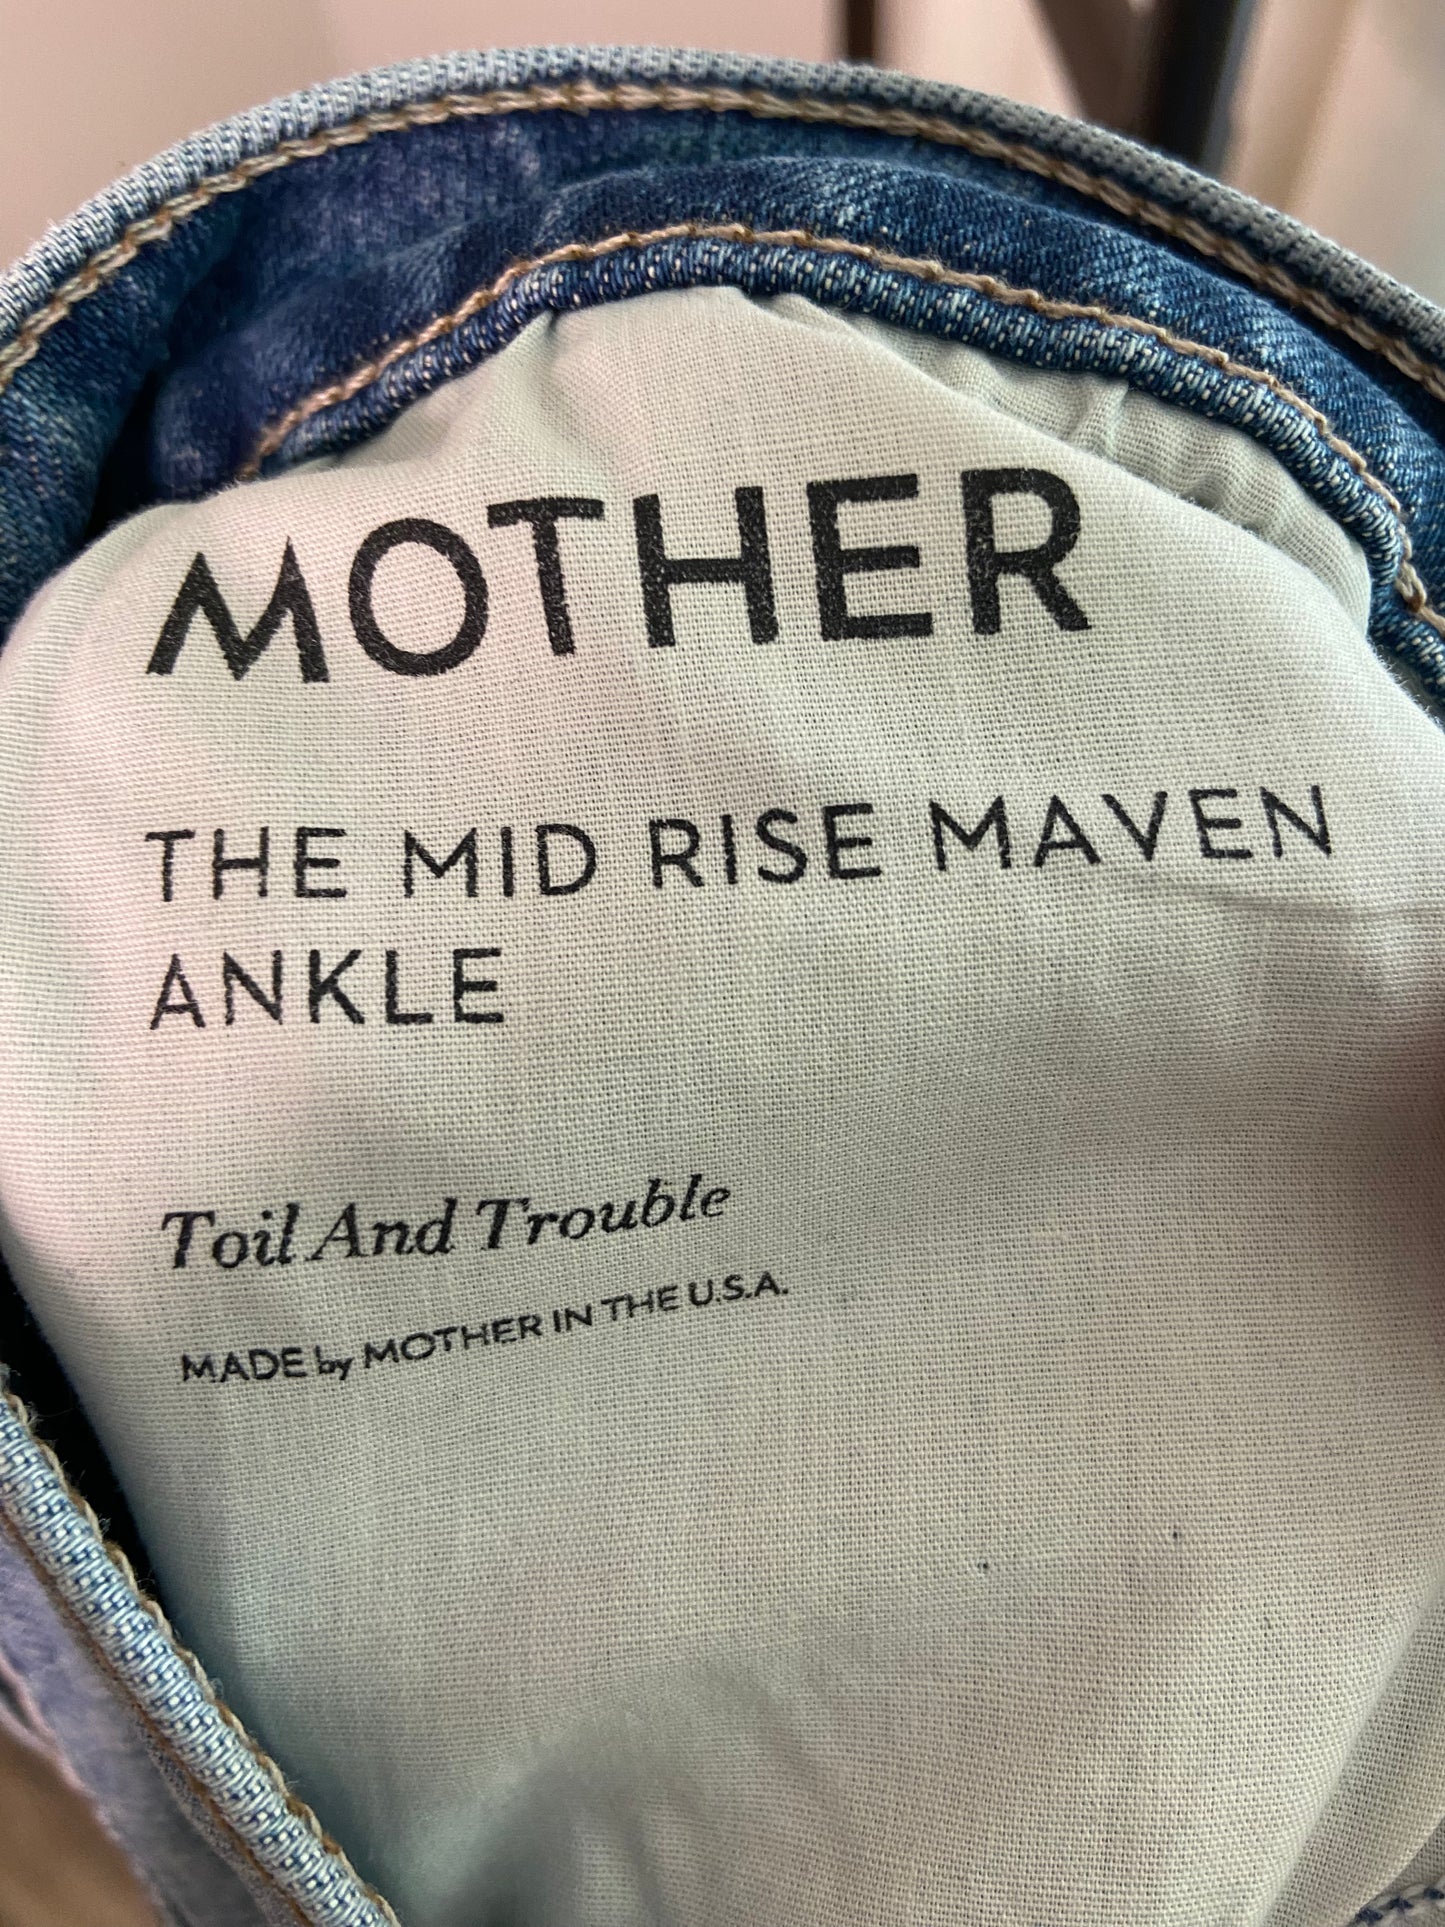 MOTHER
THE MID RISE MAVEN
ANKLE
Toil And Trouble
MADE by MOTHER IN THE U.S.A.